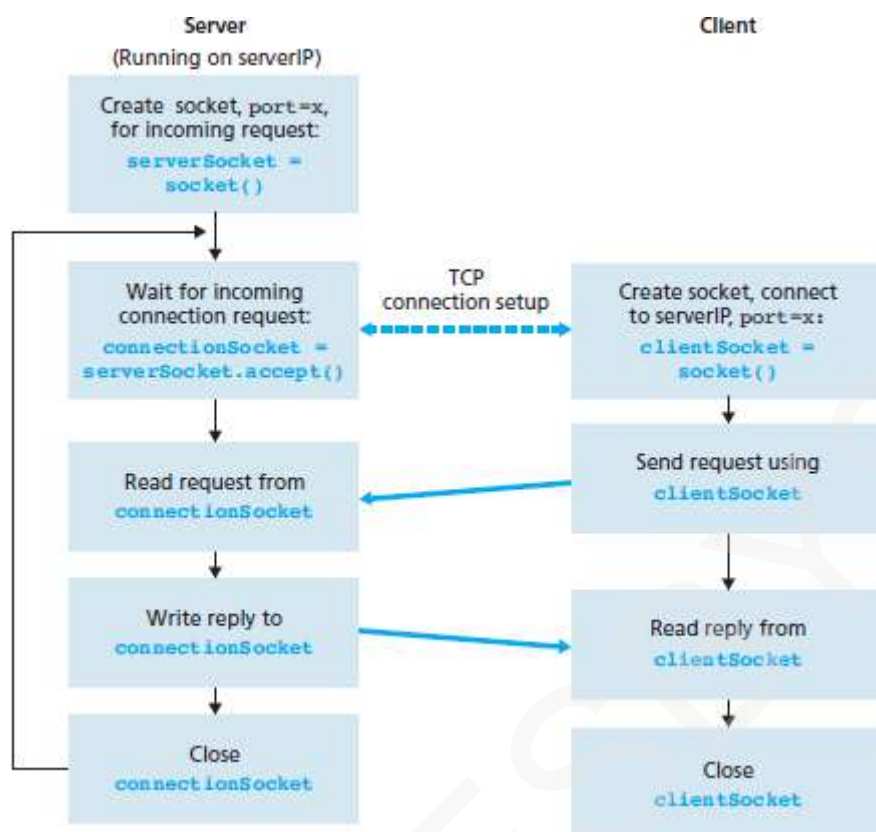 Server
(Running on serverIP)
Create socket, port=x,
for incoming request:
serverSocket =
socket()
Wait for incoming
connection request:
connectionSocket =
serverSocket.accept()
Read request from
connectionSocket
Write reply to
connectionSocket
Close
connectionSocket
TCP
connection setup
Client
Create socket, connect
to serverIP, port=x:
clientSocket =
socket()
Send request using
clientSocket
Read reply from
clientSocket
Close
clientSocket